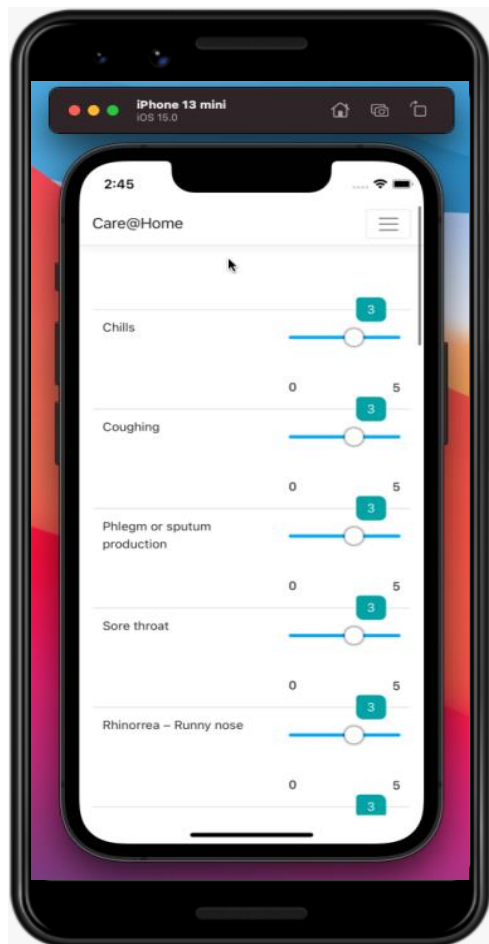 iPhone 13 mini
iOS 15.0
2:45
Care@Home
3
Chills
0 5
3
Coughing
0 5
3
Phlegm or sputum
production
0 5
3
Sore throat
0 5
3
Rhinorrea – Runny nose
0 5
3